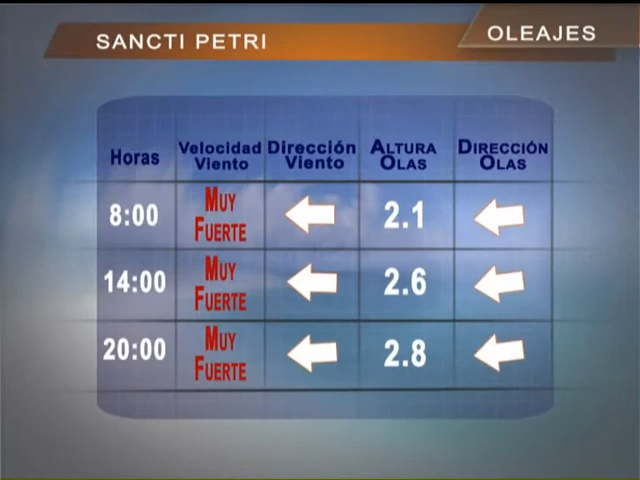 SANCTI PETRI
OLEAJES
Horas
Velocidad
Viento
Dirección
Viento
ALTURA
OLAS
DIRECCIÓN
OLAS
8:00
MUY
FUERTE
2.1
14:00
MUY
FUERTE
2.6
20:00
MUY
FUERTE
2.8